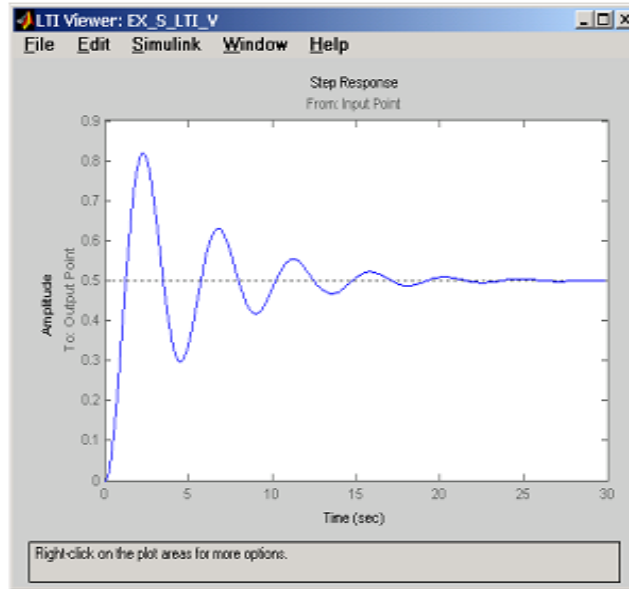 LTI Viewer: EX_S_LTI_V
File Edit Simulink Window Help
Step Response
From: Input Point
Amplitude
To: Output Point
0.9
0.8
0.7
0.6
0.5
0.4
0.3
0.2
0.1
0
0 5 10 15 20 25 30
Time (sec)
Right-click on the plot areas for more options.